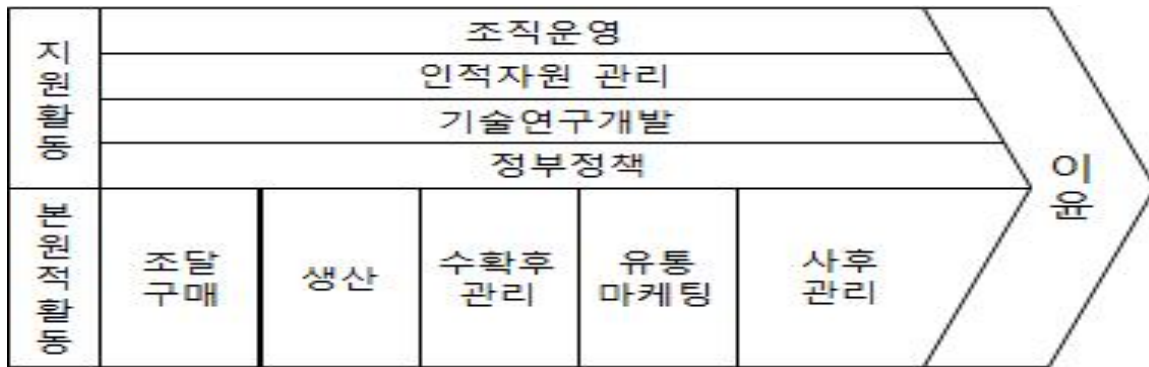 지원활동
조직운영
인적자원 관리
기술연구개발
정부정책
이윤
본원적활동
조달
구매
생산
수확후
관리
유통
마케팅
사후
관리